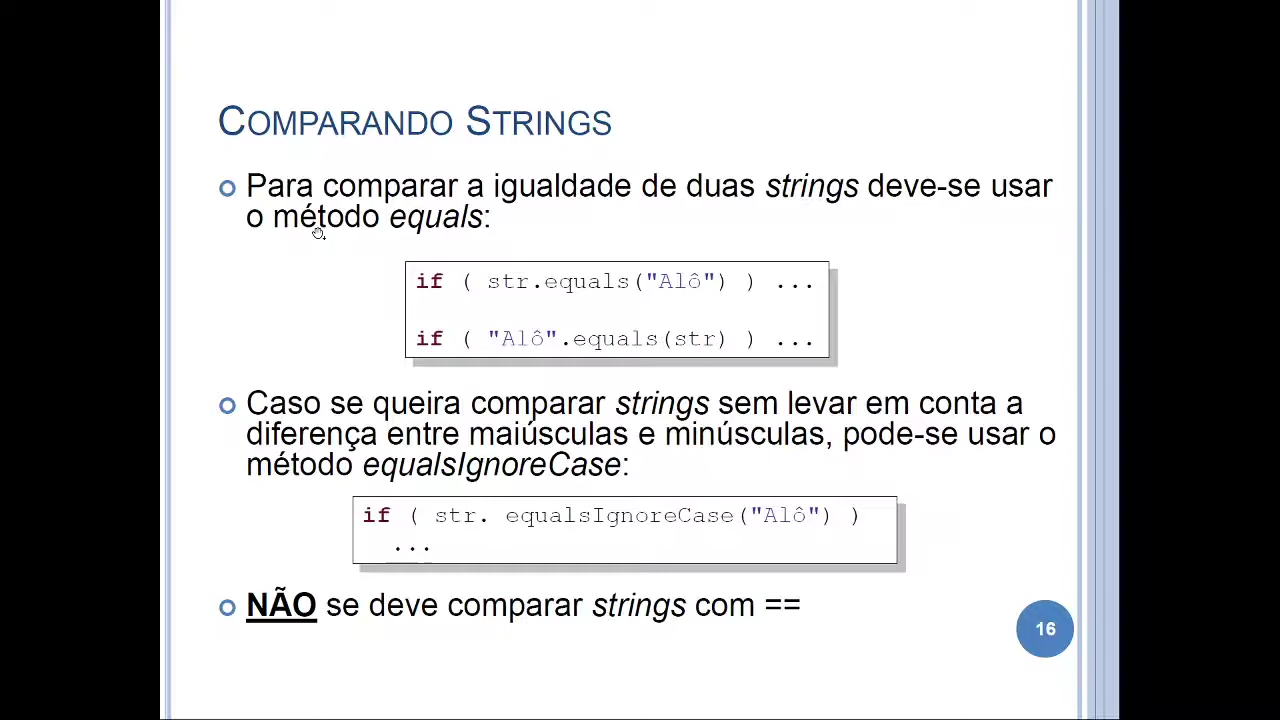 COMPARANDO STRINGS
Para comparar a igualdade de duas strings deve-se usar
o método equals:
if ( str.equals("Alô") ) ...
if ( "Alô".equals(str) ) ...
Caso se queira comparar strings sem levar em conta a
diferença entre maiúsculas e minúsculas, pode-se usar o
método equalsIgnoreCase:
if ( str. equalsIgnoreCase("Alô") )
...
NÃO se deve comparar strings com ==
16